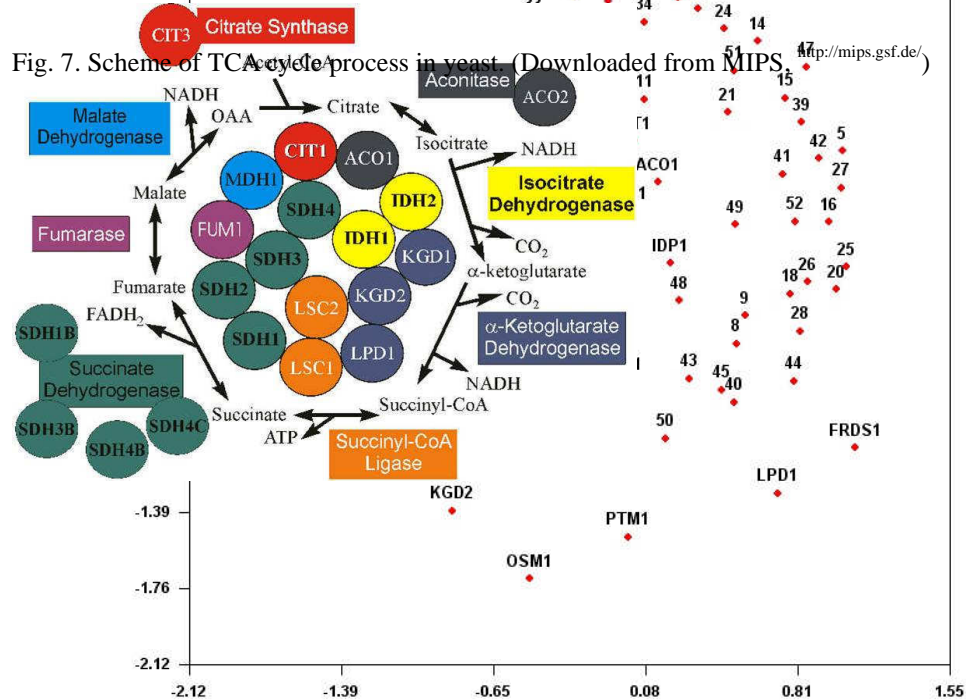 34
24
14
CIT3
Citrate Synthase
51
47
Fig. 7. Scheme of TCA cycle process in yeast. (Downloaded from MIPS, http://mips.gsf.de/)
Acetyl-CoA
Aconitase
ACO2
NADH
OAA
Citrate
11
15
21
39
Malate
Dehydrogenase
Isocitrate
NADH
T1
CIT1
ACO1
42
5
ACO1
41
27
MDH1
Malate
IDH2
Isocitrate
Dehydrogenase
SDH4
49
52
16
FUM1
Fumarase
IDH1
CO2
IDP1
KGD1
SDH3
α-ketoglutarate
25
26
20
Fumarate
SDH2
KGD2
CO2
48
18
FADH2
LSC2
9
28
SDH1B
SDH1
α-Ketoglutarate
Dehydrogenase
8
LPD1
LSC1
Succinate
Dehydrogenase
NADH
43
45
40
44
Succinate
Succinyl-CoA
SDH3B
SDH4B
SDH4C
ATP
Succinyl-CoA
Ligase
50
FRDS1
LPD1
KGD2
-1.39
PTM1
OSM1
-1.76
-2.12
-2.12
-1.39
-0.65
0.08
0.81
1.55